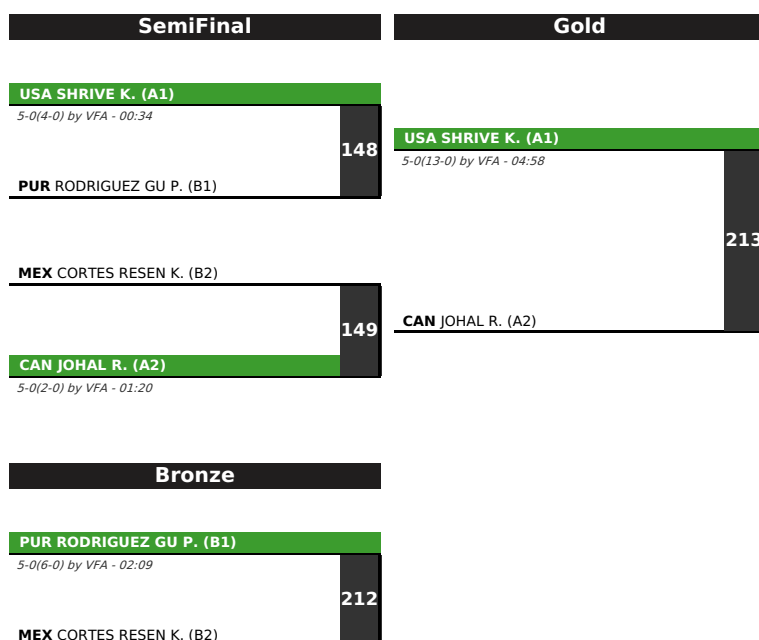 SemiFinal
USA SHRIVE K. (A1)
5-0(4-0) by VFA - 00:34
148
PUR RODRIGUEZ GU P. (B1)
MEX CORTES RESEN K. (B2)
149
CAN JOHAL R. (A2)
5-0(2-0) by VFA - 01:20
Gold
USA SHRIVE K. (A1)
5-0(13-0) by VFA - 04:58
213
CAN JOHAL R. (A2)
Bronze
PUR RODRIGUEZ GU P. (B1)
5-0(6-0) by VFA - 02:09
212
MEX CORTES RESEN K. (B2)